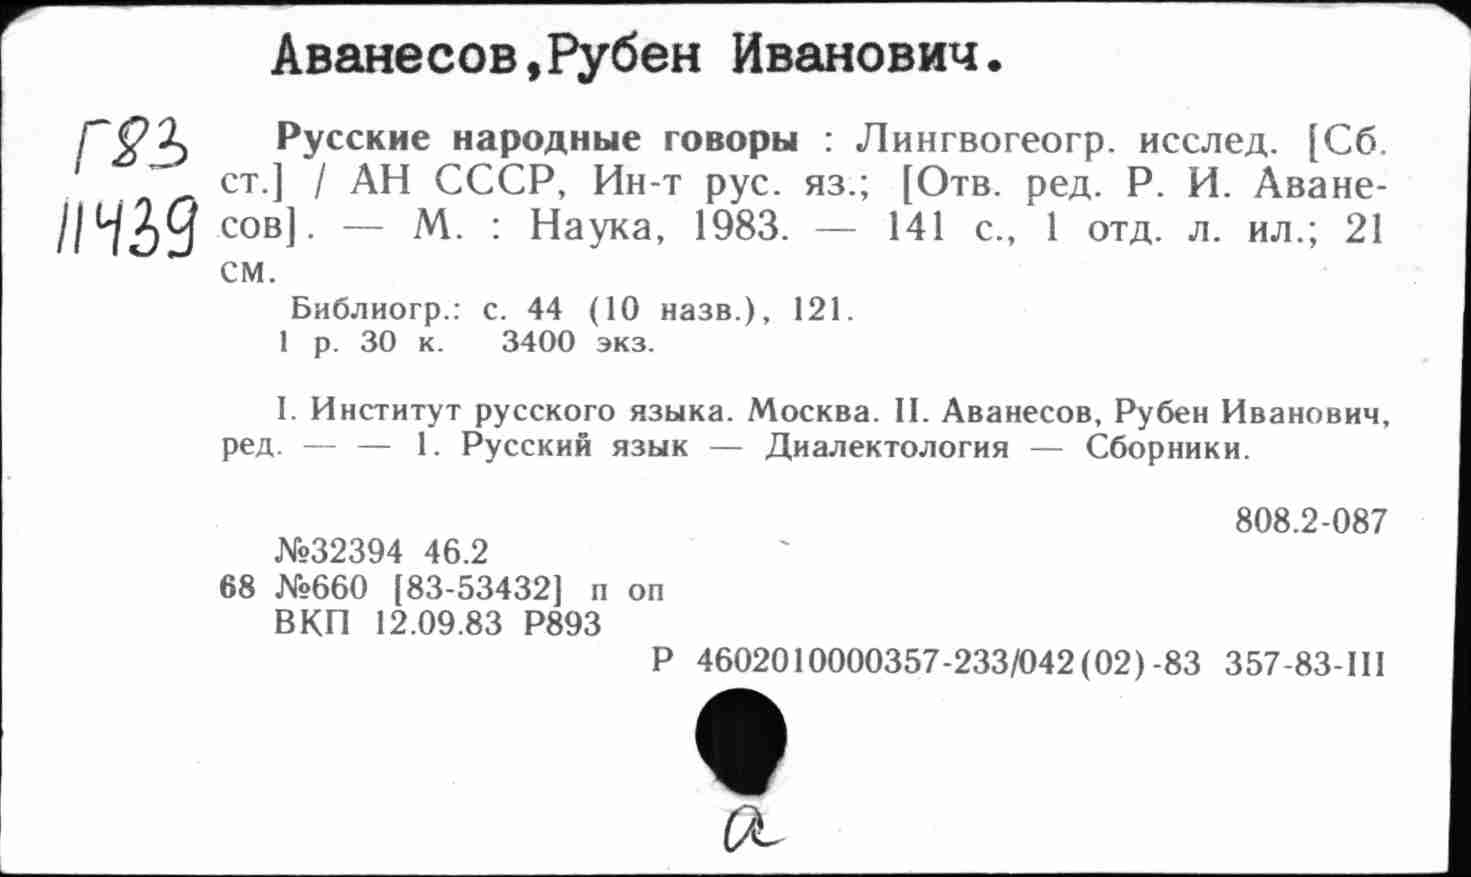 Аванесов,Рубен Иванович.
Г83
11439
Русские народные говоры : Лингвогеогр. исслед. [Сб.
ст.] / АН СССР, Ин-т рус. яз.; [Отв. ред. Р. И. Аване-
сов]. — М. : Наука, 1983. — 141 с., 1 отд. л. ил.; 21
см.
Библиогр.: с. 44 (10 назв.), 121.
1 р. 30 к. 3400 экз.
I. Институт русского языка. Москва. II. Аванесов, Рубен Иванович,
ред. — — 1. Русский язык — Диалектология — Сборники.
808.2-087
№32394 46.2
68 №660 [83-53432] п оп
ВКП 12.09.83 Р893
Р 4602010000357-233/042(02)-83 357-83-III
а